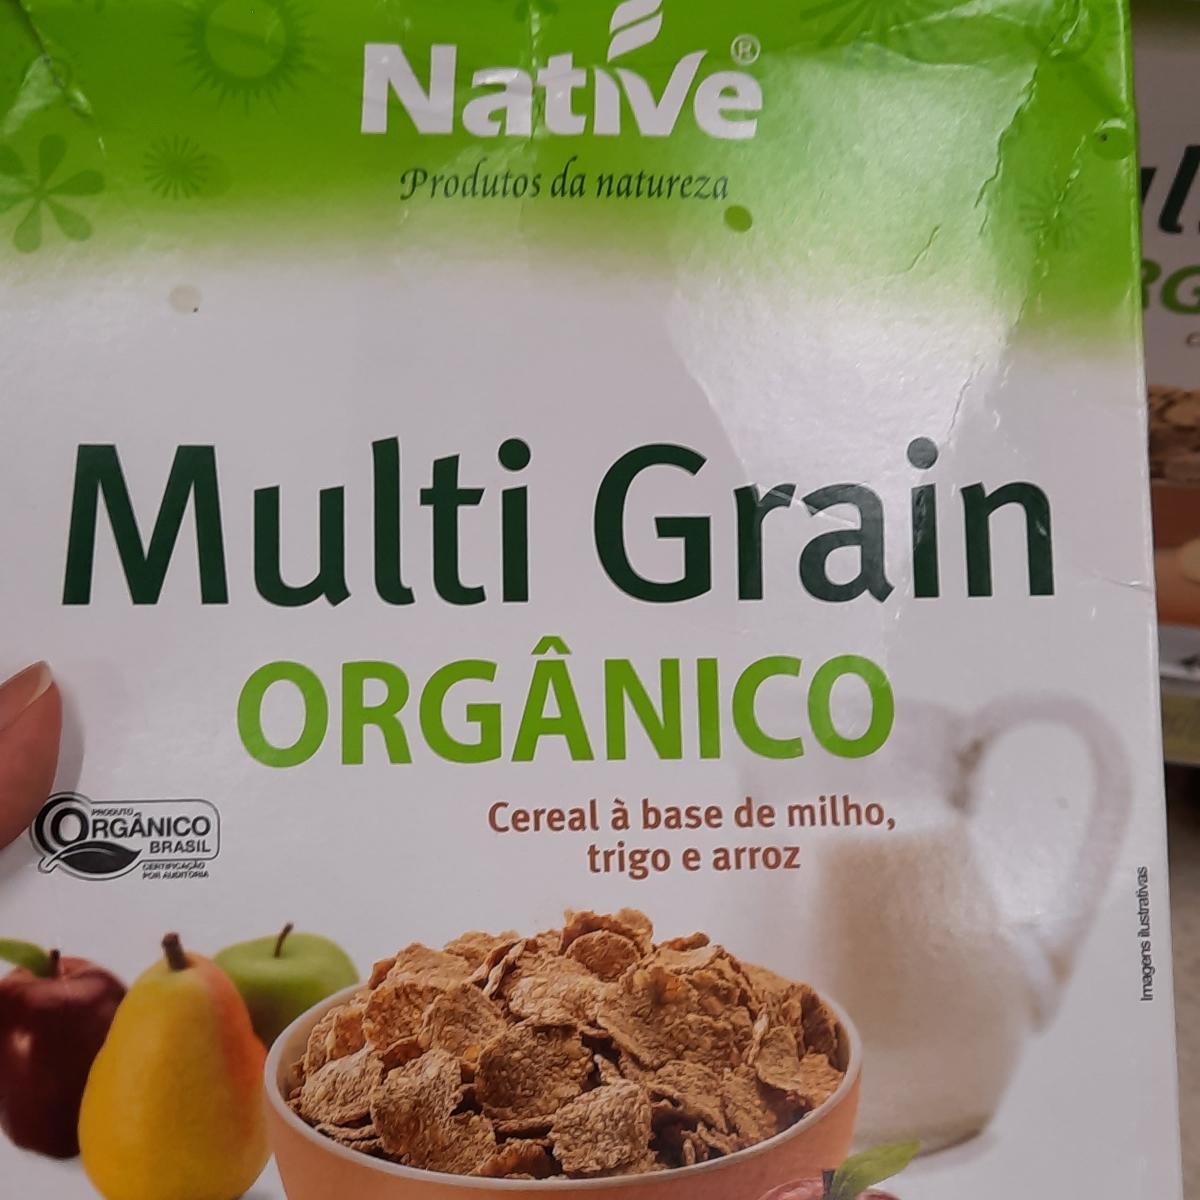 Native®
Produtos da natureza
Multi Grain
ORGÂNICO
Cereal à base de milho,
trigo e arroz
PRODUTO
ORGÂNICO
BRASIL
CERTIFICAÇÃO
POR AUDITORIA
Imagens ilustrativas